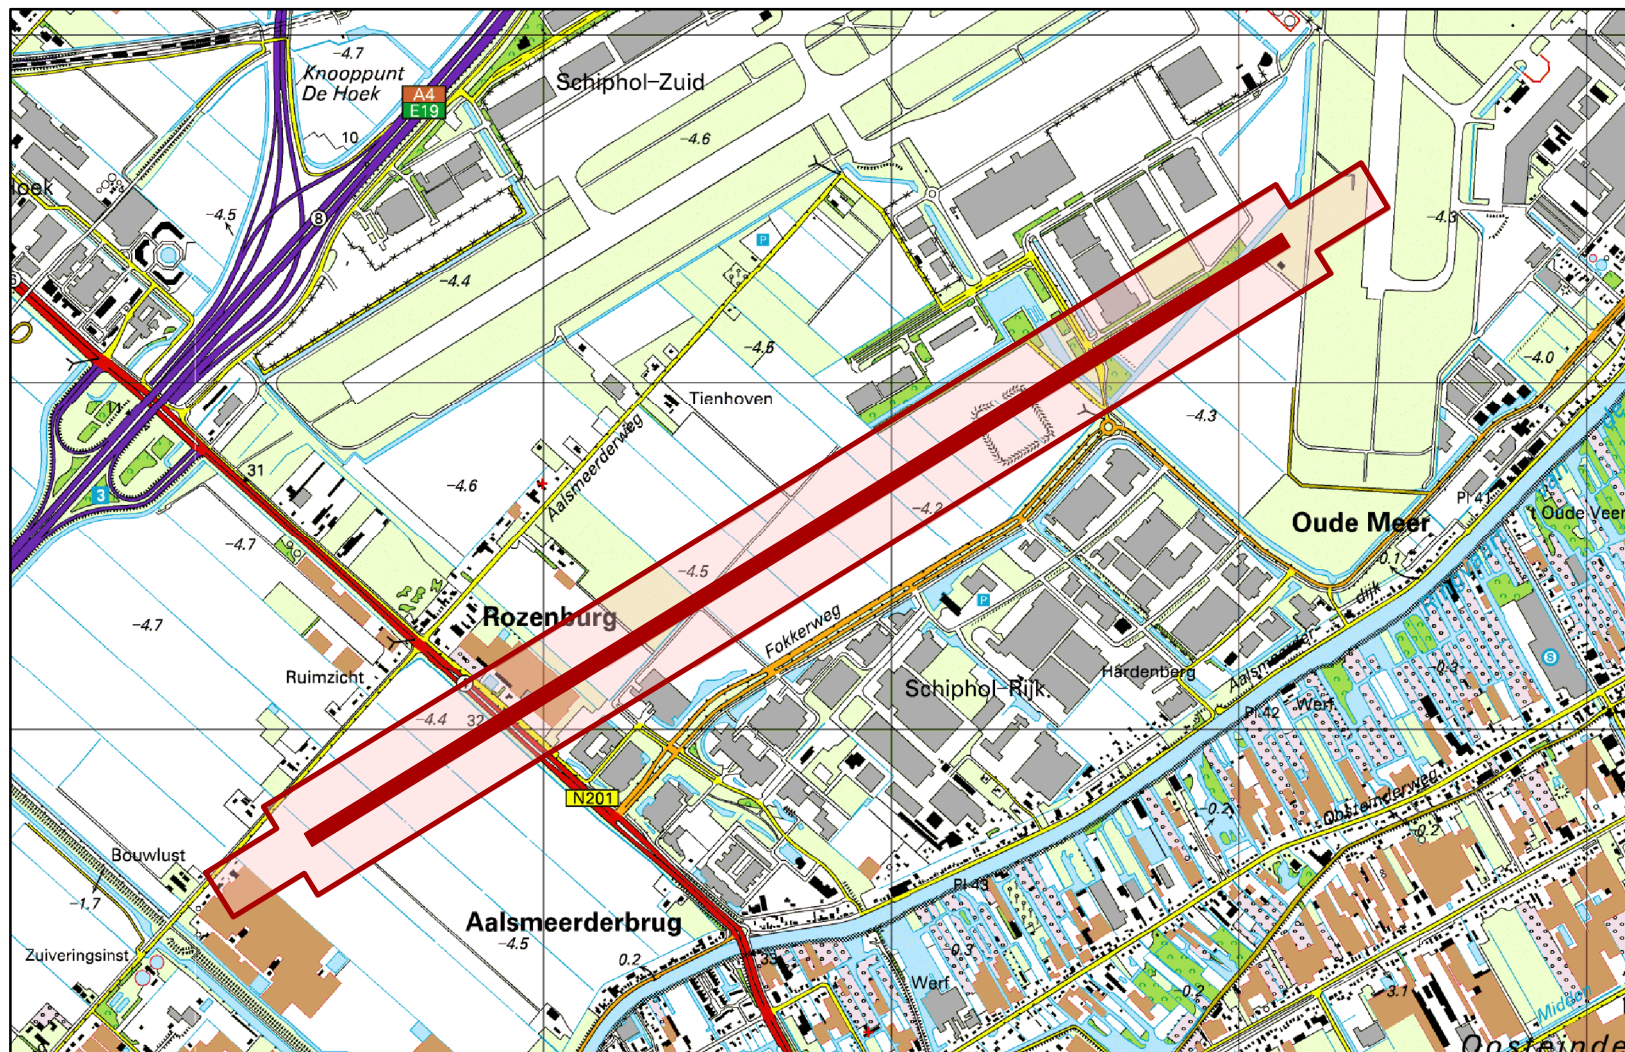 -4.7
Knooppunt
De Hoek
A4
E19
10
Schiphol-Zuid
-4.6
8
-4.5
P
-4.3
-4.4
-4.5
-4.0
Tienhoven
-4.3
31
Aalsmeerderweg
-4.6
3
-4.2
Pl 41
't Oude Veer
Oude Meer
-4.7
-0.1
-4.5
P
dijk
-4.7
Rozenburg
Fokkerweg
Hardenberg
Aalsmeerder
-0.3
S
Ruimzicht
Schiphol-Rijk
-4.4
32
Pl.42
Werf
N201
-0.2
Oosteinderweg
-0.2
Bouwlust
Pl.43
-1.7
Aalsmeerderbrug
-4.5
-0.3
Zuiveringsinst
0.2
33
Werf
-0.2
-3.1
Midden
Oosteinde